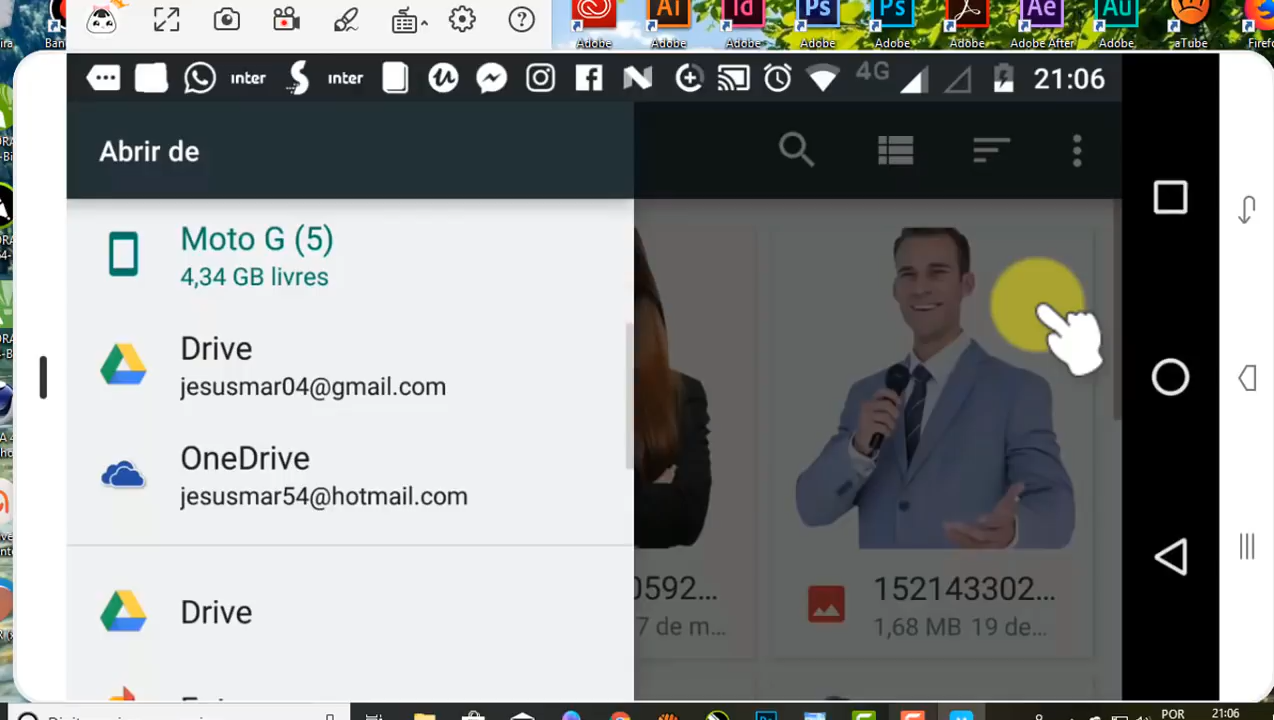 Adobe
Adobe
Adobe
Adobe
Adobe
Adobe
Adobe After
Adobe
aTube
inter
inter
4G
21:06
Abrir de
Moto G (5)
4,34 GB livres
Drive
jesusmar04@gmail.com
OneDrive
jesusmar54@hotmail.com
Drive
0592...
7 de m...
152143302...
1,68 MB 19 de...
POR
21:06